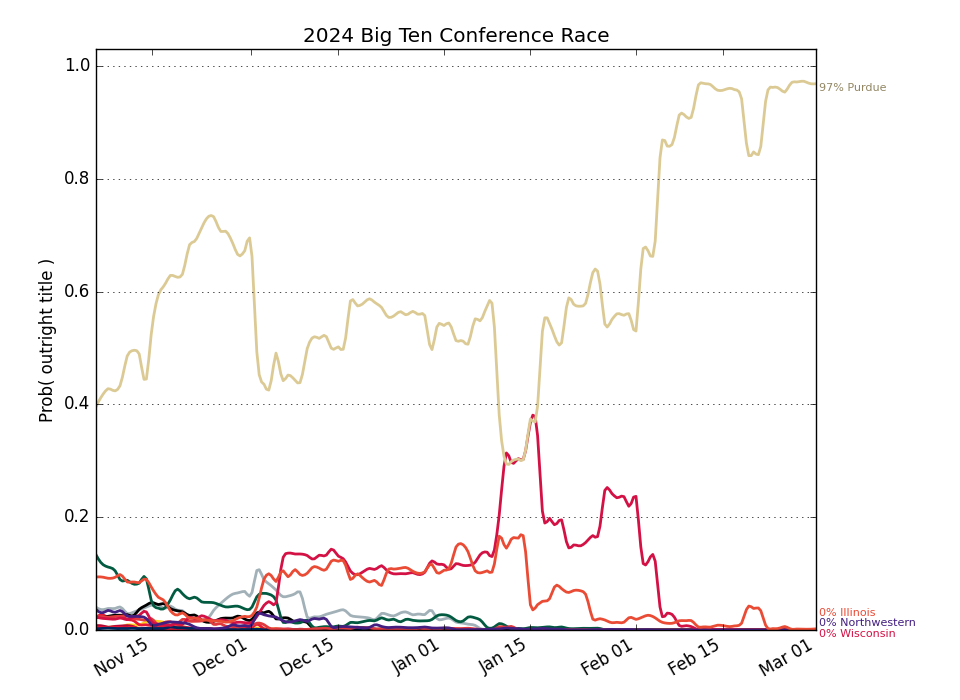 2024 Big Ten Conference Race
Prob( outright title )
1.0
0.8
0.6
0.4
0.2
0.0
97% Purdue
0% Illinois
0% Northwestern
0% Wisconsin
Nov 15
Dec 01
Dec 15
Jan 01
Jan 15
Feb 01
Feb 15
Mar 01